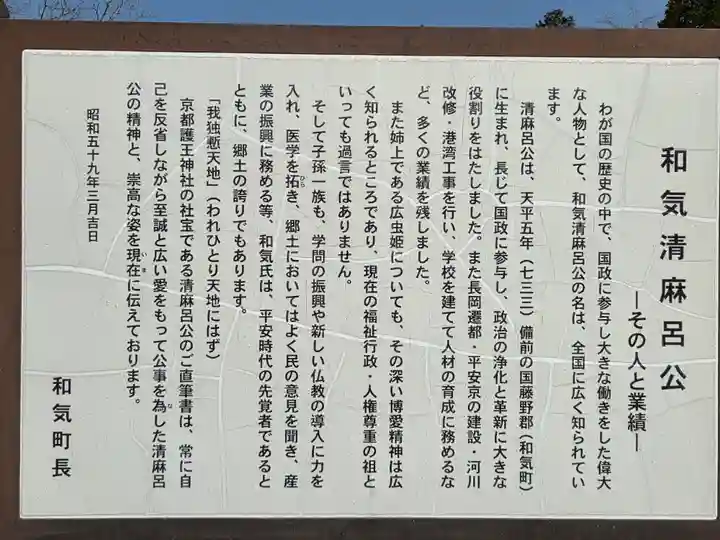 和気清麻呂公
―その人と業績―
わが国の歴史の中で、国政に参与し大きな働きをした偉大
な人物として、和気清麻呂公の名は、全国に広く知られてい
ます。
清麻呂公は、天平五年（七三三）備前の国藤野郡（和気町）
に生まれ、長じて国政に参与し、政治の浄化と革新に大きな
役割りをはたしました。また長岡遷都・平安京の建設・河川
改修・港湾工事を行い、学校を建てて人材の育成に務めるな
ど、多くの業績を残しました。
また姉上である広虫姫についても、その深い博愛精神は広
く知られるところであり、現在の福祉行政・人権尊重の祖と
いっても過言ではありません。
そして子孫一族も、学問の振興や新しい仏教の導入に力を
入れ、医学を拓き、郷土においてはよく民の意見を聞き、産
業の振興に務める等、和気氏は、平安時代の先覚者であると
ともに、郷土の誇りでもあります。
「我独慙天地」（われひとり天地にはず）
京都護王神社の社宝である清麻呂公のご直筆書は、常に自
己を反省しながら至誠と広い愛をもって公事を為した清麻呂
公の精神と、崇高な姿を現在に伝えております。
昭和五十九年三月吉日
和気町長